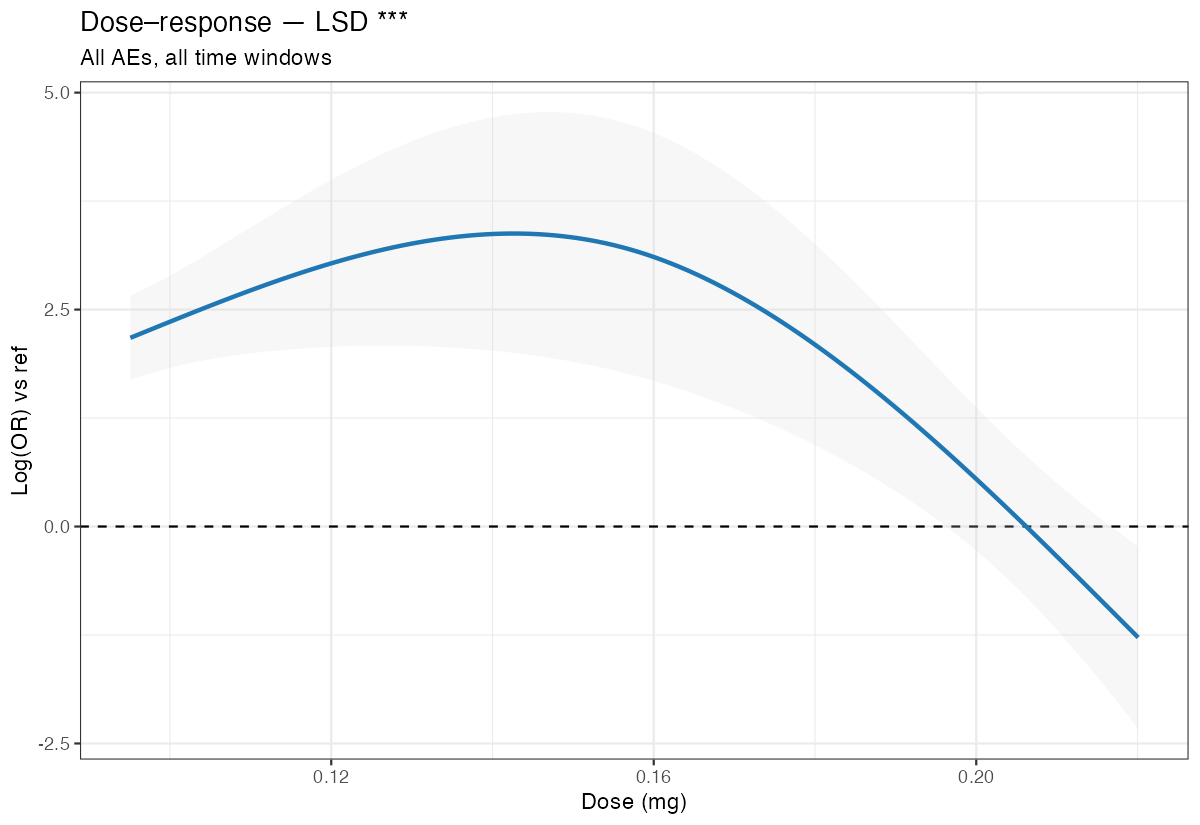 Dose–response — LSD ***
All AEs, all time windows
5.0
2.5
0.0
-2.5
Log(OR) vs ref
0.12
0.16
0.20
Dose (mg)